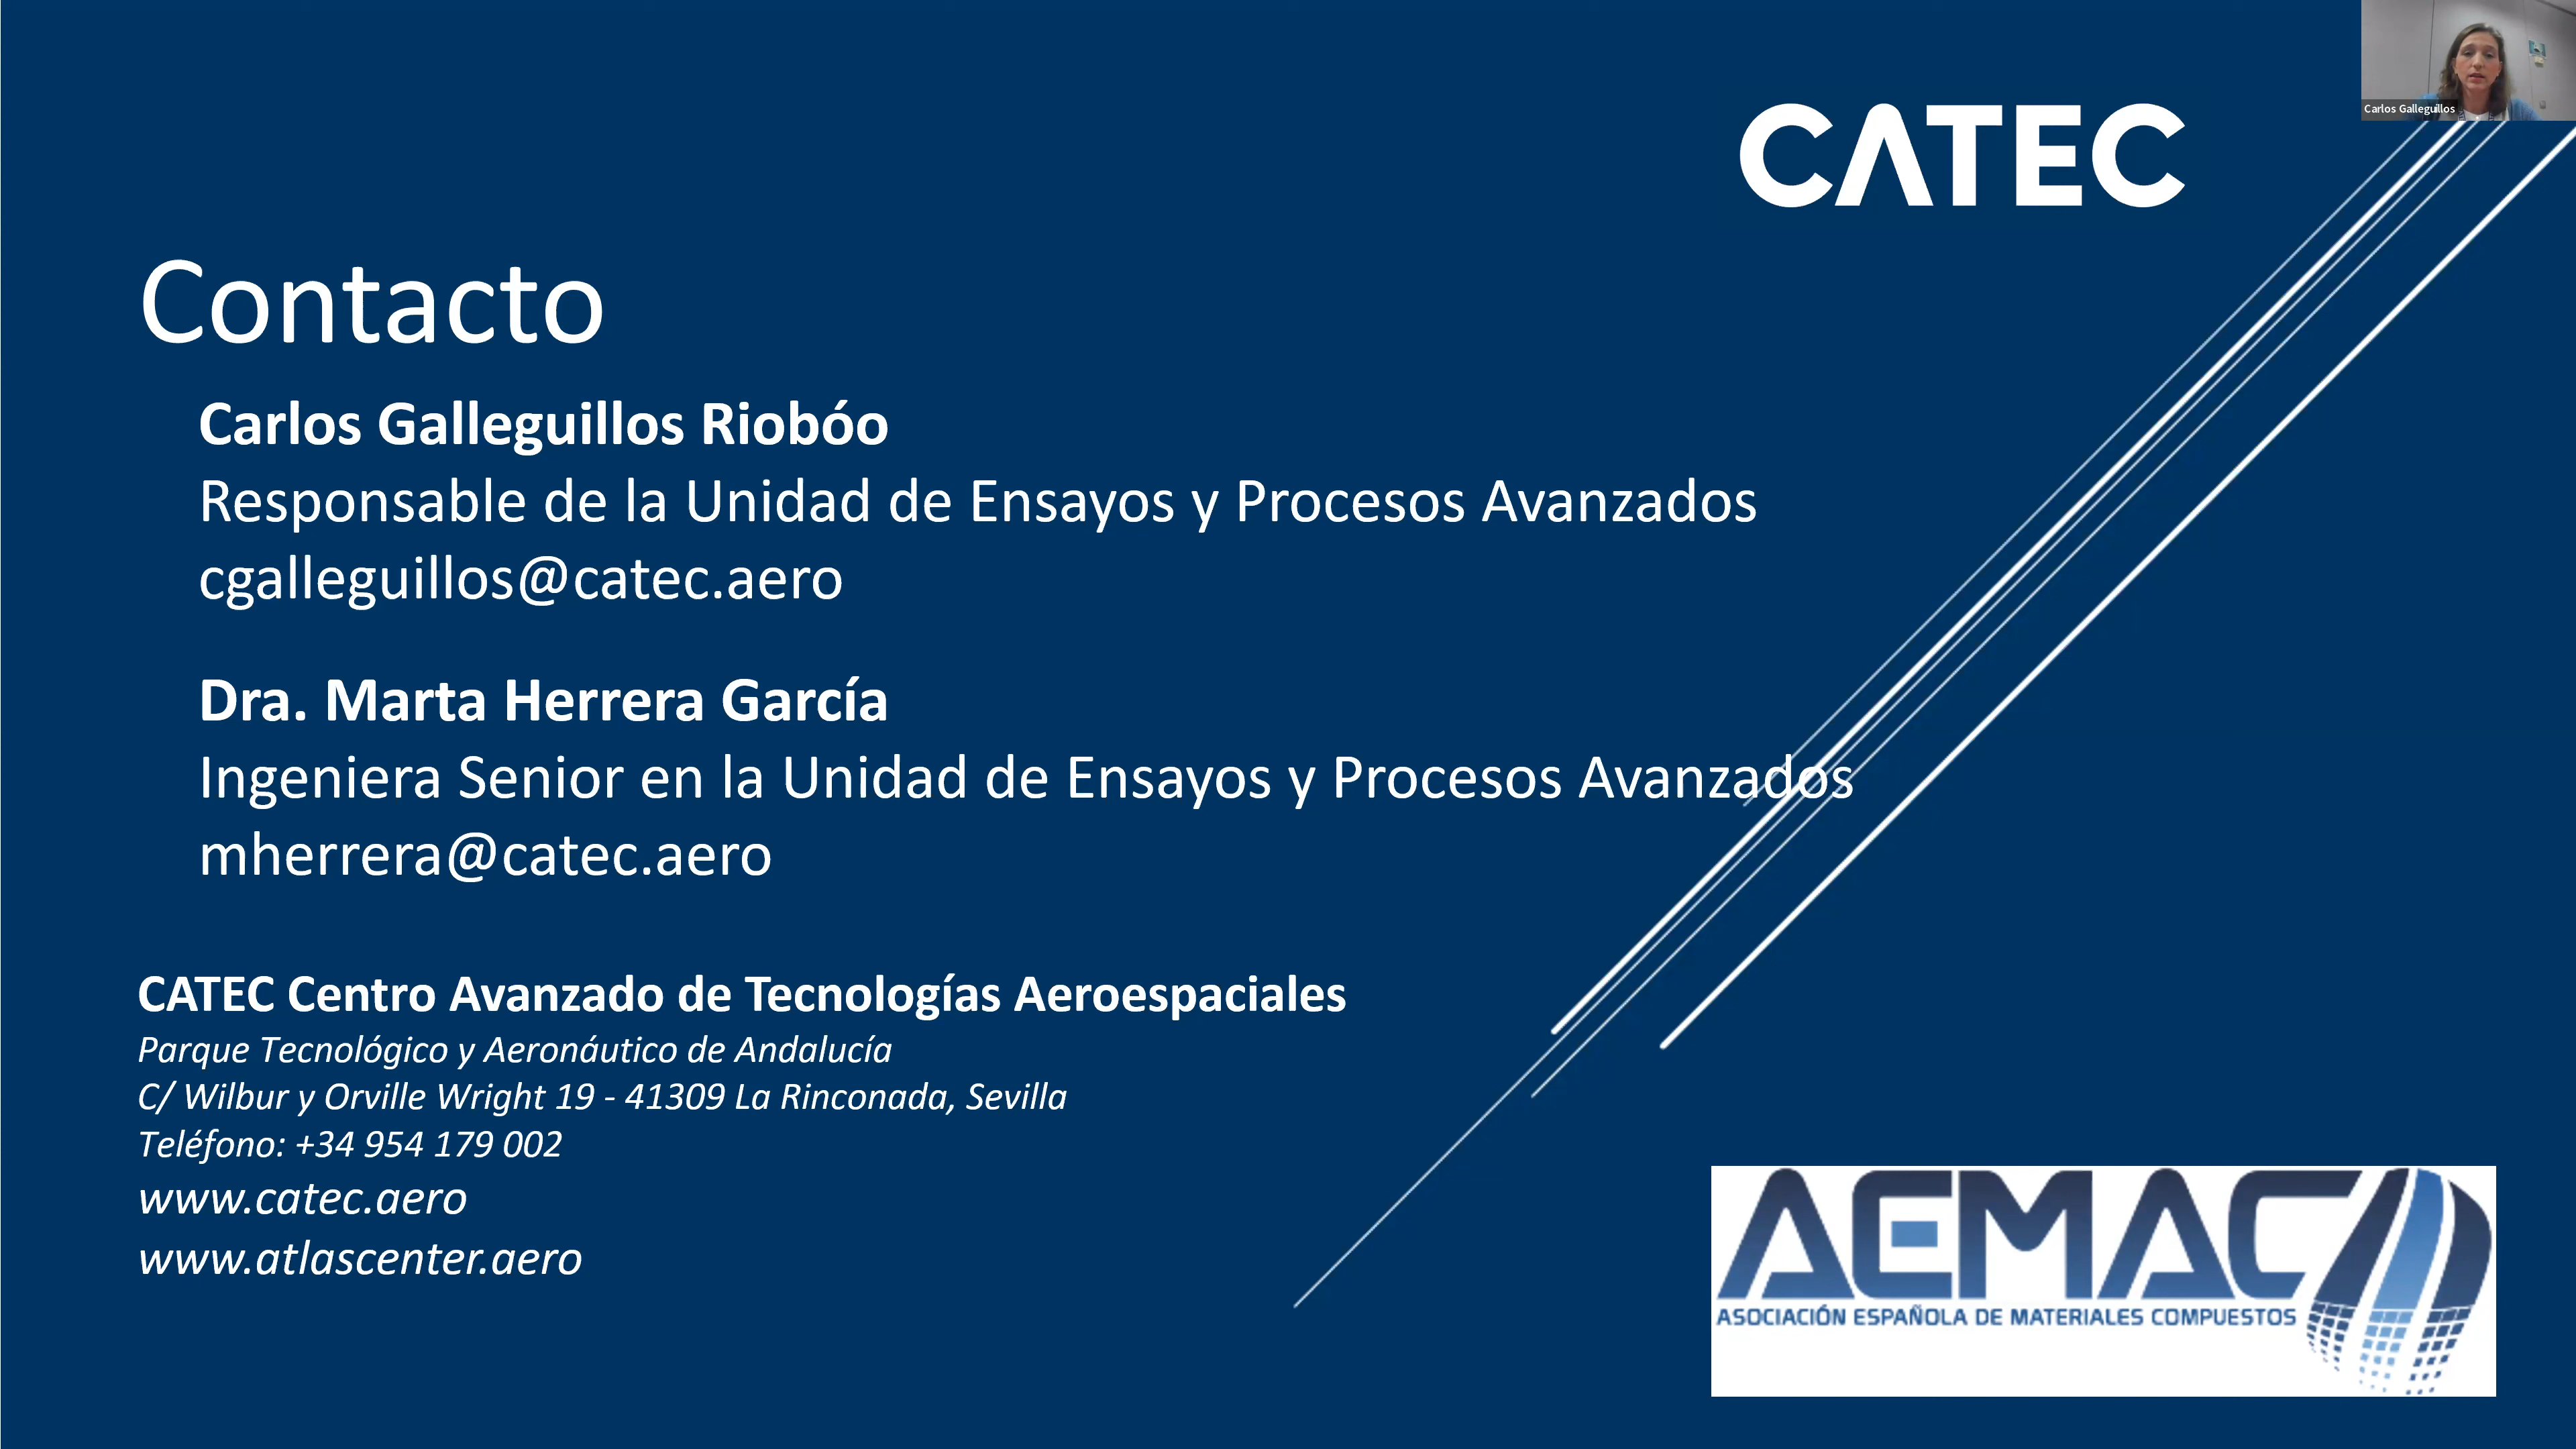 Carlos Galleguillos
CATEC
Contacto
Carlos Galleguillos Riobóo
Responsable de la Unidad de Ensayos y Procesos Avanzados
cgalleguillos@catec.aero
Dra. Marta Herrera García
Ingeniera Senior en la Unidad de Ensayos y Procesos Avanzados
mherrera@catec.aero
CATEC Centro Avanzado de Tecnologías Aeroespaciales
Parque Tecnológico y Aeronáutico de Andalucía
C/ Wilbur y Orville Wright 19 - 41309 La Rinconada, Sevilla
Teléfono: +34 954 179 002
www.catec.aero
www.atlascenter.aero
AEMAC
ASOCIACIÓN ESPAÑOLA DE MATERIALES COMPUESTOS